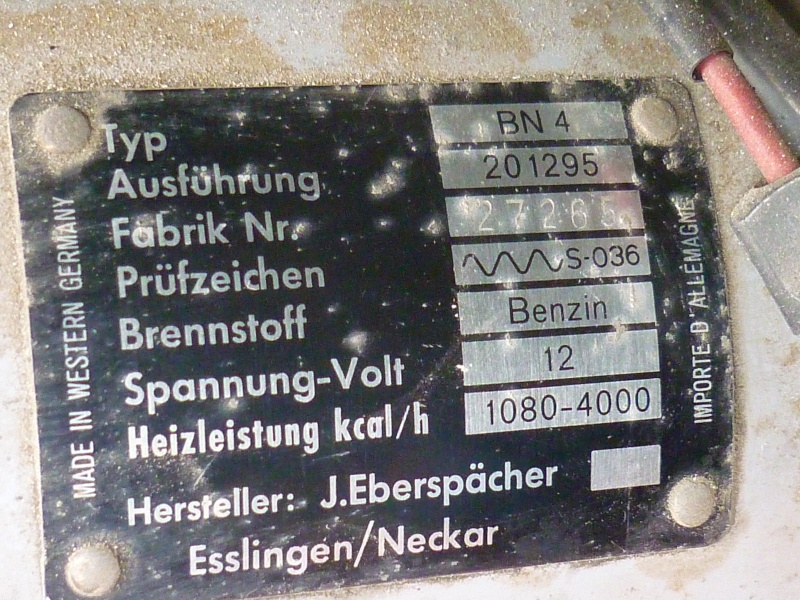 Typ BN 4
Ausführung 201295
Fabrik Nr. 27265
Prüfzeichen S-036
Brennstoff Benzin
Spannung-Volt 12
Heizleistung kcal/h 1080-4000
Hersteller: J.Eberspächer
Esslingen/Neckar
MADE IN WESTERN GERMANY
IMPORTE D'ALLEMAGNE